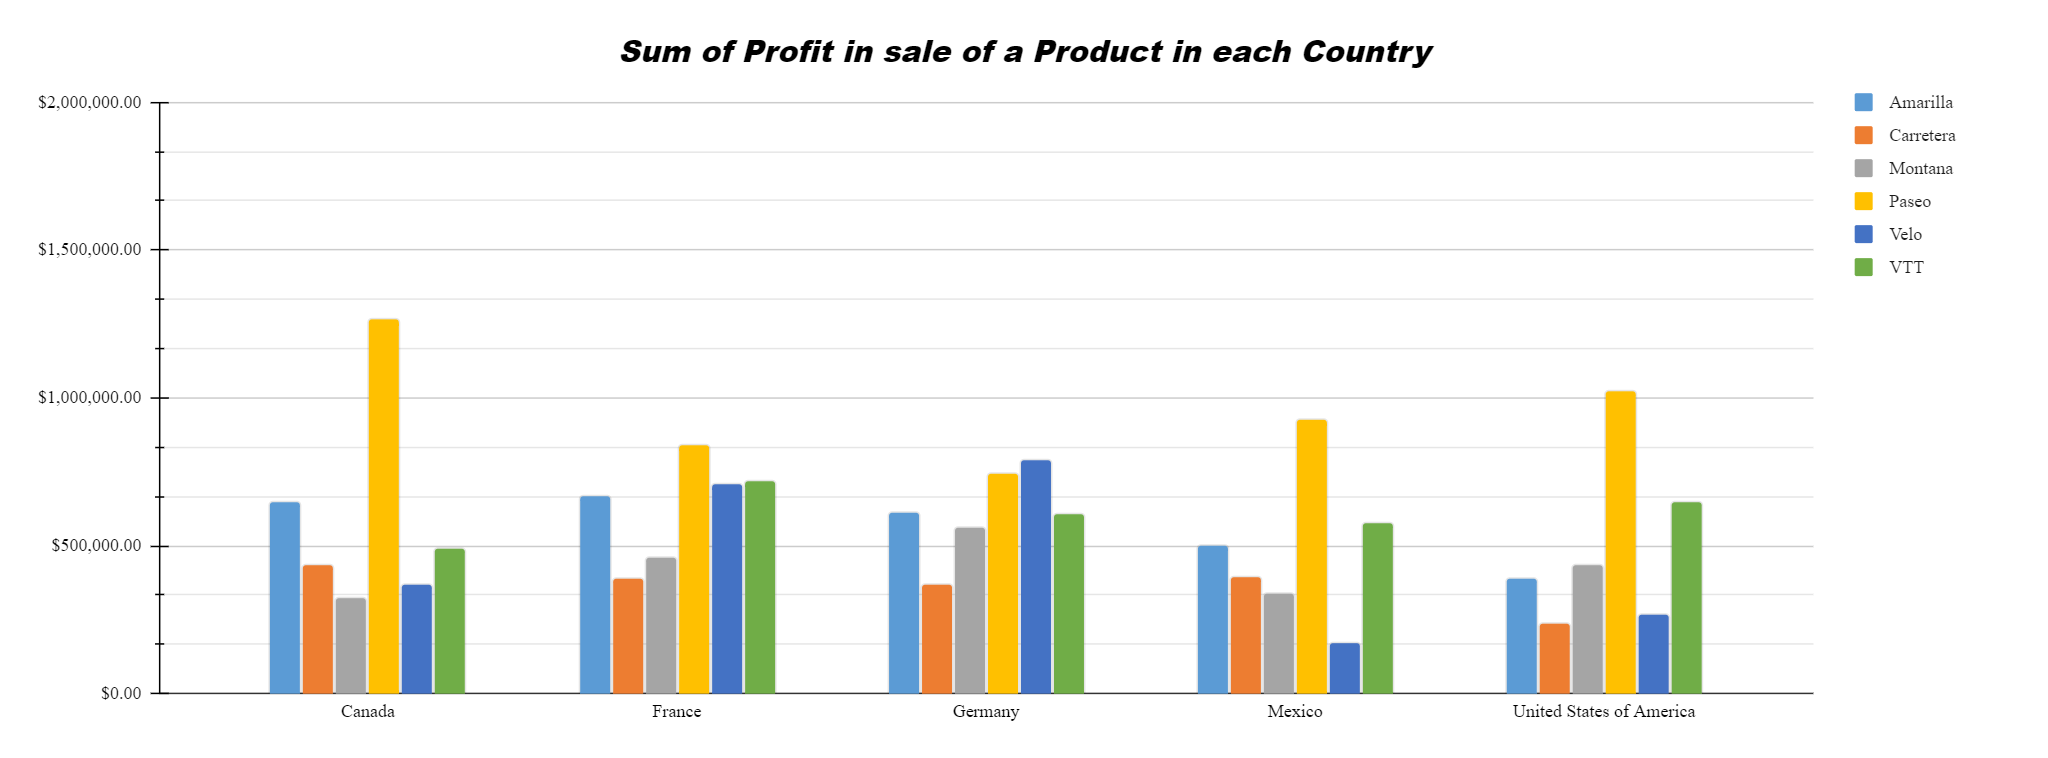 Sum of Profit in sale of a Product in each Country
$2,000,000.00
$1,500,000.00
$1,000,000.00
$500,000.00
$0.00
Canada
France
Germany
Mexico
United States of America
Amarilla
Carretera
Montana
Paseo
Velo
VTT